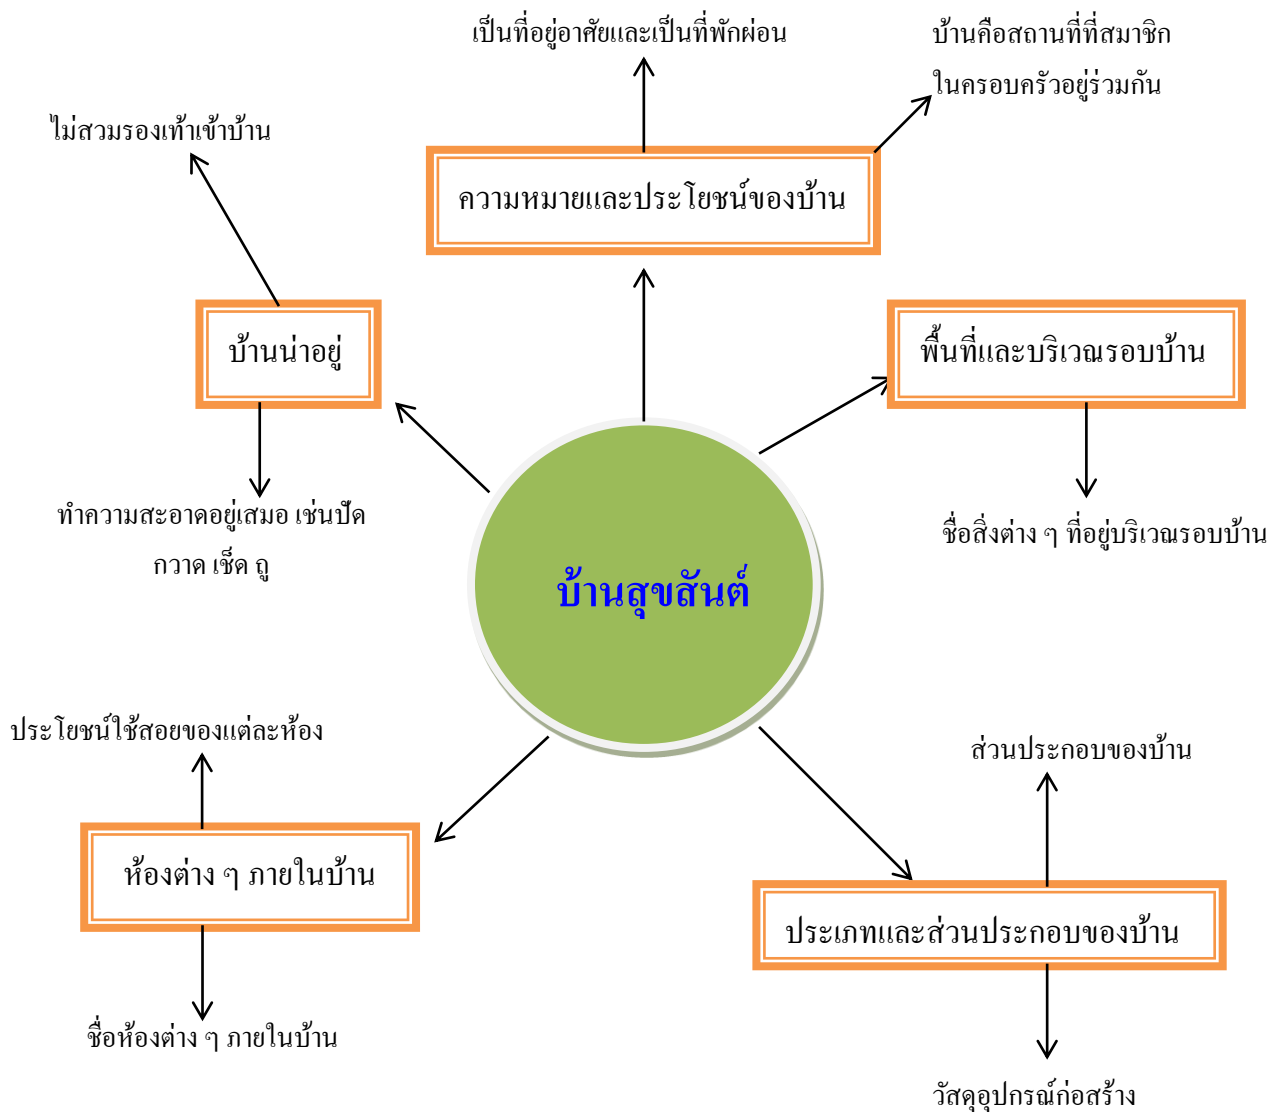 เป็นที่อยู่อาศัยและเป็นที่พักผ่อน
บ้านคือสถานที่ที่สมาชิก
ในครอบครัวอยู่ร่วมกัน
ไม่สวมรองเท้าเข้าบ้าน
ความหมายและประโยชน์ของบ้าน
บ้านน่าอยู่
พื้นที่และบริเวณรอบบ้าน
ทำความสะอาดอยู่เสมอ เช่นปัด
กวาด เช็ด ถู
ชื่อสิ่งต่าง ๆ ที่อยู่บริเวณรอบบ้าน
บ้านสุขสันต์
ประโยชน์ใช้สอยของแต่ละห้อง
ส่วนประกอบของบ้าน
ห้องต่าง ๆ ภายในบ้าน
ประเภทและส่วนประกอบของบ้าน
ชื่อห้องต่าง ๆ ภายในบ้าน
วัสดุอุปกรณ์ก่อสร้าง